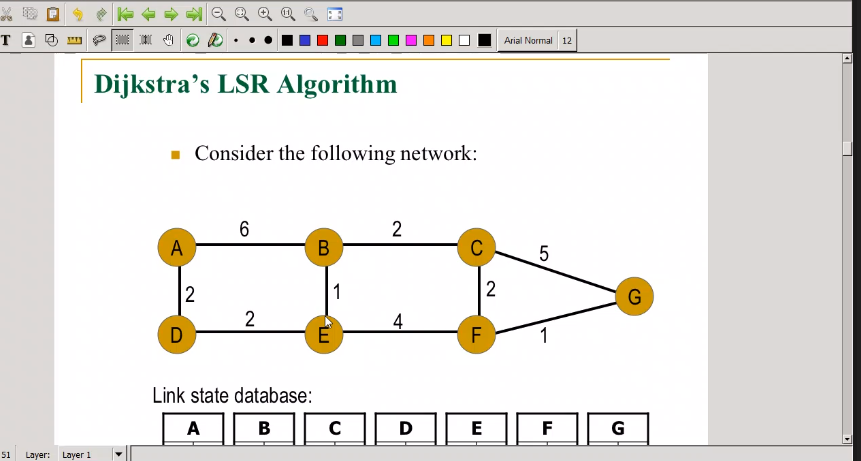 T
Arial Normal 12
Dijkstra's LSR Algorithm
Consider the following network:
6 2
A B C
5
2 1 2
G
2 4
D E F
1
Link state database:
A B C D E F G
51 Layer: Layer 1